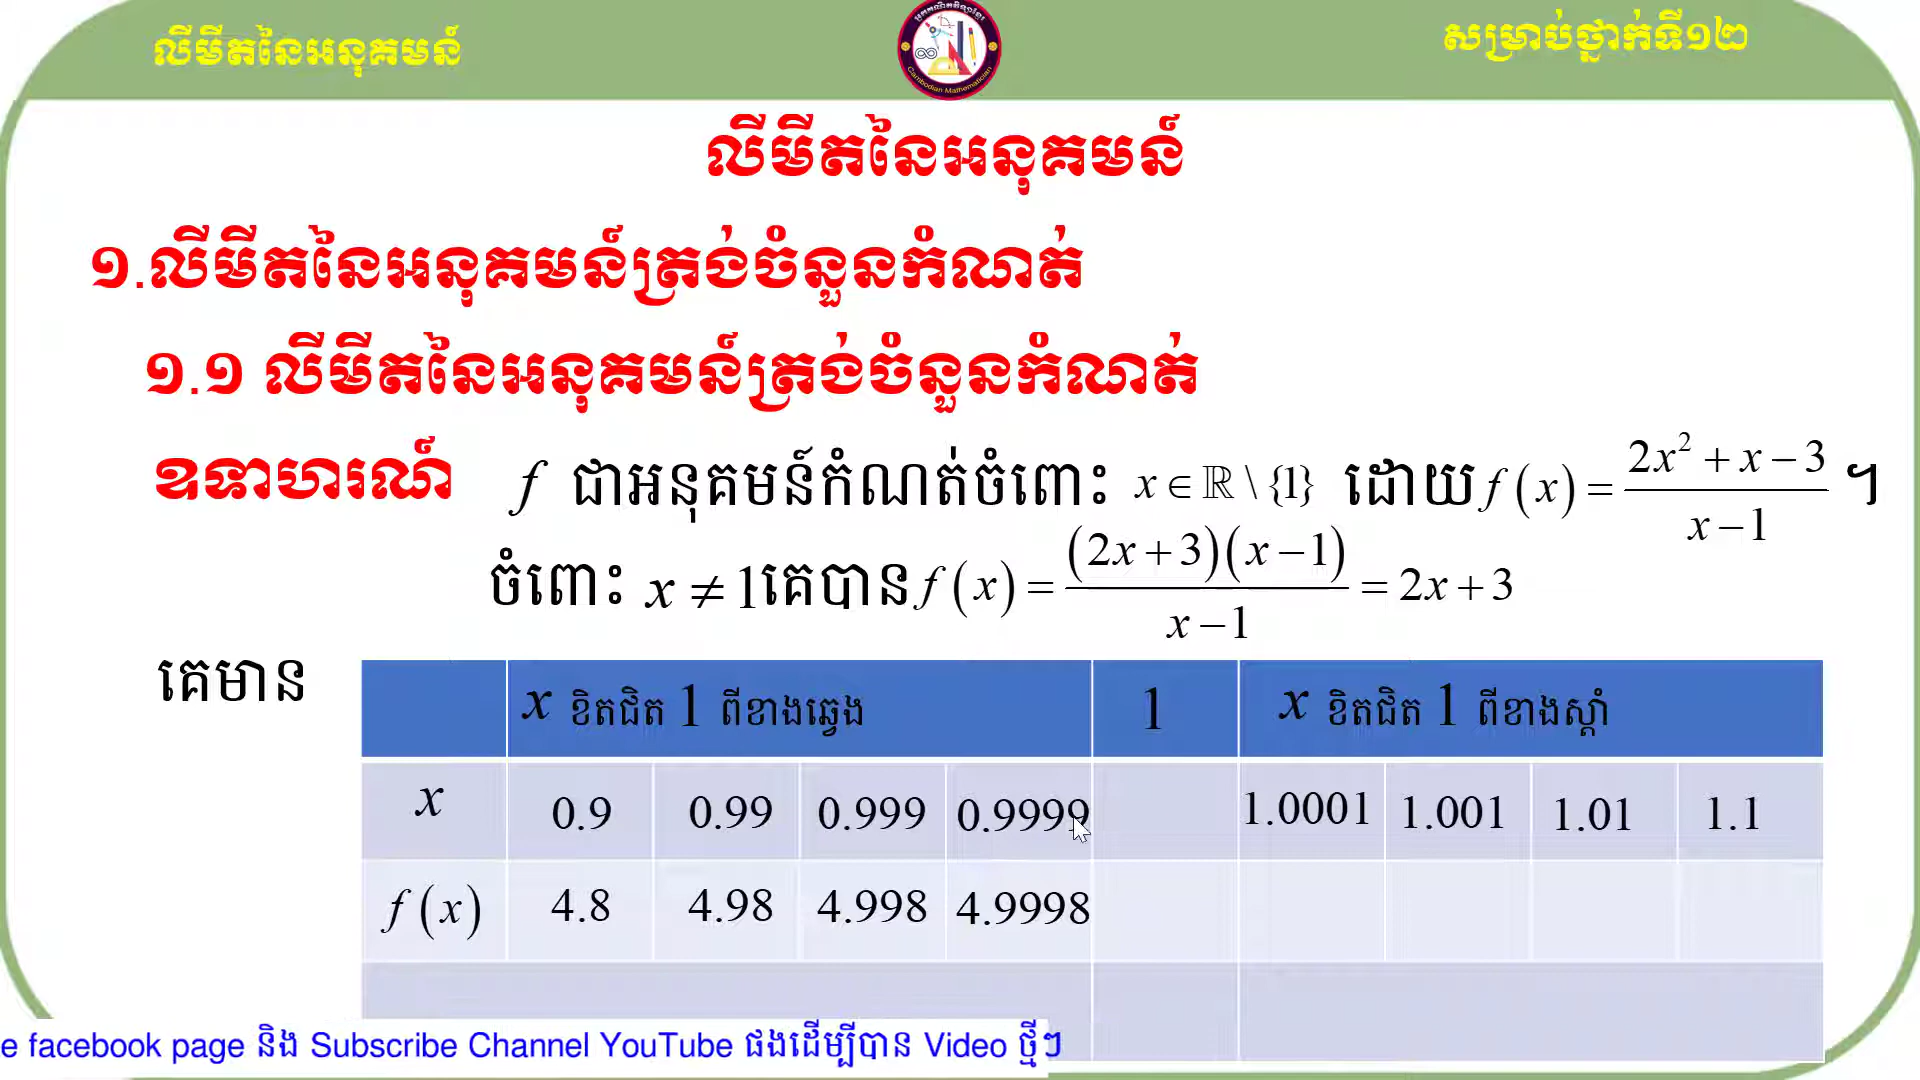 លីមីតនៃអនុគមន៍
សម្រាប់ថ្នាក់ទី១២
Cambodian Mathematician
លីមីតនៃអនុគមន៍
១.លីមីតនៃអនុគមន៍ត្រង់ចំនួនកំណត់
១.១ លីមីតនៃអនុគមន៍ត្រង់ចំនួនកំណត់
ឧទាហរណ៍ f ជាអនុគមន៍កំណត់ចំពោះ x ∈ ℝ \ {1} ដោយ f(x) = (2x² + x − 3)/(x − 1) ។
ចំពោះ x ≠ 1 គេបាន f(x) = (2x + 3)(x − 1)/(x − 1) = 2x + 3
គេមាន
x ខិតជិត 1 ពីខាងឆ្វេង 1 x ខិតជិត 1 ពីខាងស្តាំ
x 0.9 0.99 0.999 0.9999 1.0001 1.001 1.01 1.1
f(x) 4.8 4.98 4.998 4.9998
e facebook page និង Subscribe Channel YouTube ផងដើម្បីបាន Video ថ្មីៗ